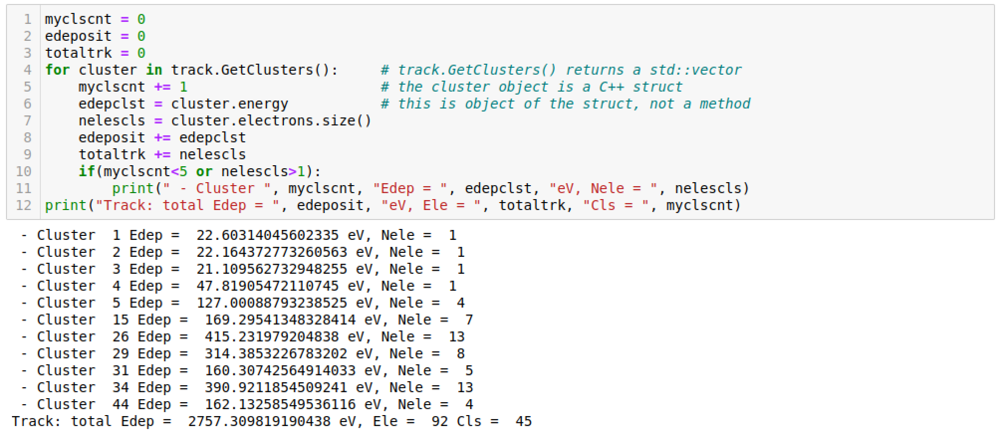 1 myclscnt = 0
2 edeposit = 0
3 totaltrk = 0
4 for cluster in track.GetClusters():     # track.GetClusters() returns a std::vector
5     myclscnt += 1                       # the cluster object is a C++ struct
6     edepclst = cluster.energy           # this is object of the struct, not a method
7     nelescls = cluster.electrons.size()
8     edeposit += edepclst
9     totaltrk += nelescls
10     if(myclscnt<5 or nelescls>1):
11         print(" - Cluster ", myclscnt, "Edep = ", edepclst, "eV, Nele = ", nelescls)
12 print("Track: total Edep = ", edeposit, "eV, Ele = ", totaltrk, "Cls = ", myclscnt)
 - Cluster  1 Edep =  22.60314045602335 eV, Nele =  1
 - Cluster  2 Edep =  22.164372773260563 eV, Nele =  1
 - Cluster  3 Edep =  21.109562732948255 eV, Nele =  1
 - Cluster  4 Edep =  47.81905472110745 eV, Nele =  1
 - Cluster  5 Edep =  127.00088793238525 eV, Nele =  4
 - Cluster  15 Edep =  169.29541348328414 eV, Nele =  7
 - Cluster  26 Edep =  415.231979204838 eV, Nele =  13
 - Cluster  29 Edep =  314.3853226783202 eV, Nele =  8
 - Cluster  31 Edep =  160.30742564914033 eV, Nele =  5
 - Cluster  34 Edep =  390.9211854509241 eV, Nele =  13
 - Cluster  44 Edep =  162.13258549536116 eV, Nele =  4
Track: total Edep =  2757.309819190438 eV, Ele =  92 Cls =  45